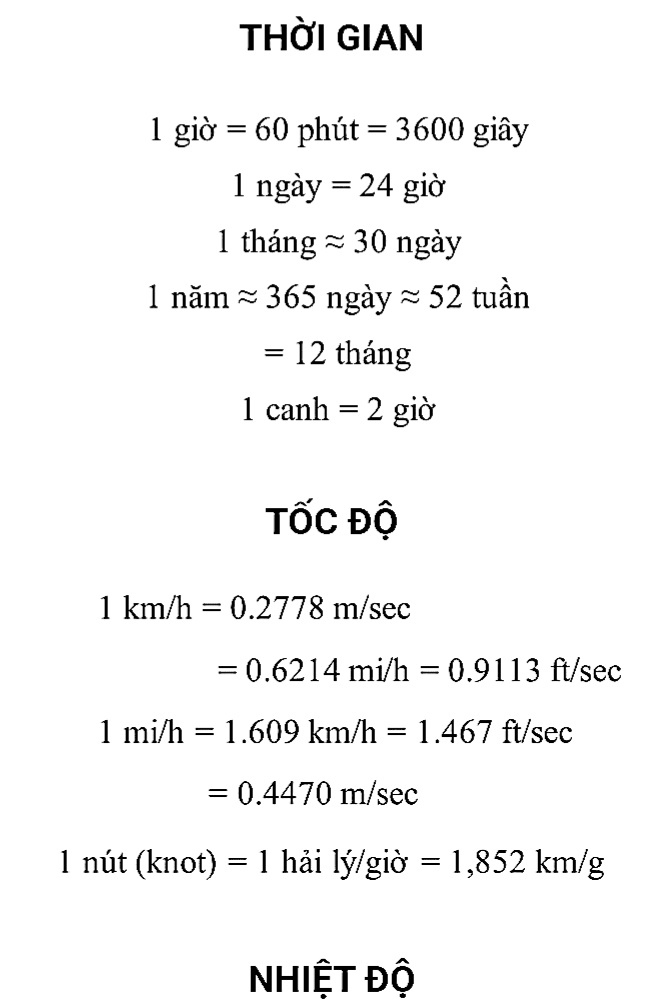 THỜI GIAN
1 giờ = 60 phút = 3600 giây
1 ngày = 24 giờ
1 tháng ≈ 30 ngày
1 năm ≈ 365 ngày ≈ 52 tuần
= 12 tháng
1 canh = 2 giờ
TỐC ĐỘ
1 km/h = 0.2778 m/sec
= 0.6214 mi/h = 0.9113 ft/sec
1 mi/h = 1.609 km/h = 1.467 ft/sec
= 0.4470 m/sec
1 nút (knot) = 1 hải lý/giờ = 1,852 km/g
NHIỆT ĐỘ